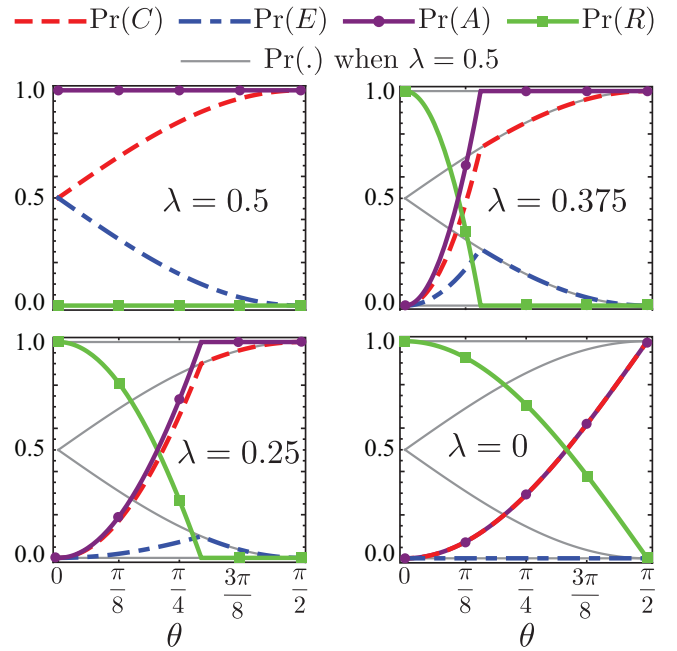 Pr(C) Pr(E) Pr(A) Pr(R)
Pr(.) when λ = 0.5
1.0 1.0
0.5 λ = 0.5 0.5 λ = 0.375
0.0 0.0
1.0 1.0
0.5 λ = 0.25 0.5 λ = 0
0.0 0.0
0 π/8 π/4 3π/8 π/2 0 π/8 π/4 3π/8 π/2
θ θ